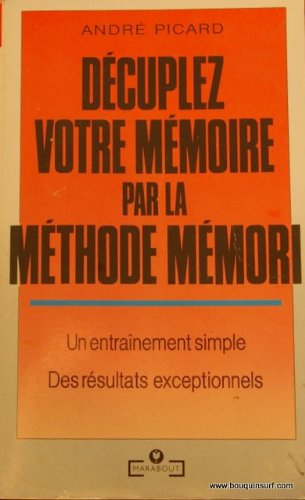 ANDRÉ PICARD
DÉCUPLEZ
VOTRE MÉMOIRE
PAR LA
MÉTHODE MÉMORI
Un entraînement simple
Des résultats exceptionnels
MARABOUT
www.bouquinsurf.com